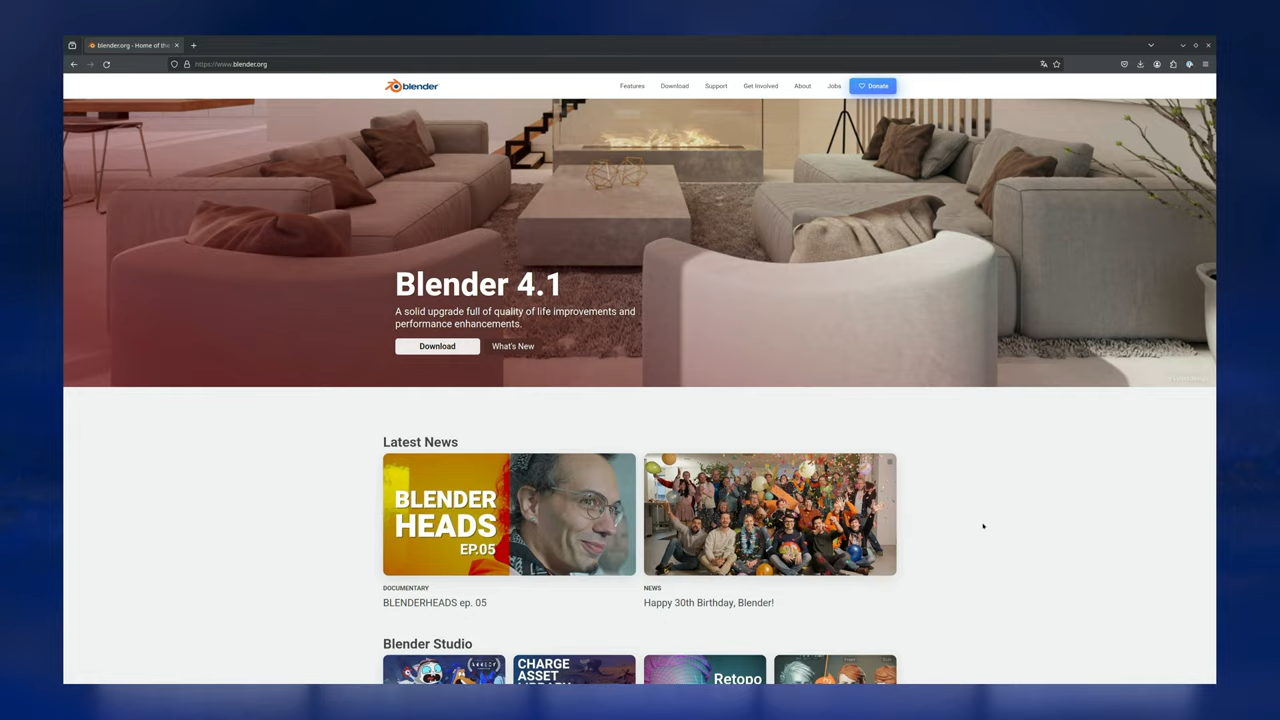 blender.org - Home of the
https://www.blender.org
blender
Features
Download
Support
Get Involved
About
Jobs
Donate
Blender 4.1
A solid upgrade full of quality of life improvements and
performance enhancements.
Download
What's New
Latest News
BLENDER
HEADS
EP.05
DOCUMENTARY
BLENDERHEADS ep. 05
NEWS
Happy 30th Birthday, Blender!
Blender Studio
CHARGE
ASSET
LIBRARY
Retopo